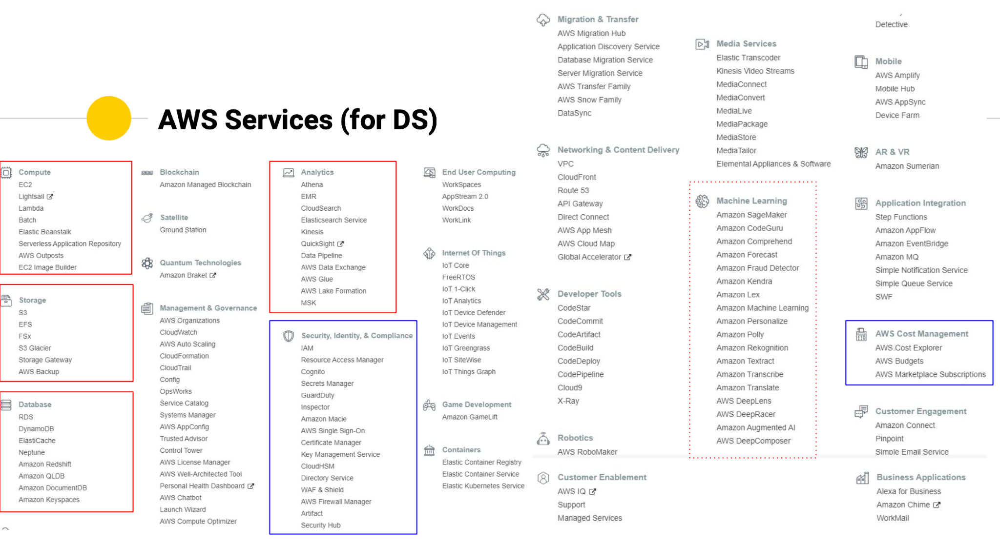 AWS Services (for DS)
Compute
EC2
Lightsail
Lambda
Batch
Elastic Beanstalk
Serverless Application Repository
AWS Outposts
EC2 Image Builder
Storage
S3
EFS
FSx
S3 Glacier
Storage Gateway
AWS Backup
Database
RDS
DynamoDB
ElastiCache
Neptune
Amazon Redshift
Amazon QLDB
Amazon DocumentDB
Amazon Keyspaces
Blockchain
Amazon Managed Blockchain
Satellite
Ground Station
Quantum Technologies
Amazon Braket
Management & Governance
AWS Organizations
CloudWatch
AWS Auto Scaling
CloudFormation
CloudTrail
Config
OpsWorks
Service Catalog
Systems Manager
AWS AppConfig
Trusted Advisor
Control Tower
AWS License Manager
AWS Well-Architected Tool
Personal Health Dashboard
AWS Chatbot
Launch Wizard
AWS Compute Optimizer
Analytics
Athena
EMR
CloudSearch
Elasticsearch Service
Kinesis
QuickSight
Data Pipeline
AWS Data Exchange
AWS Glue
AWS Lake Formation
MSK
Security, Identity, & Compliance
IAM
Resource Access Manager
Cognito
Secrets Manager
GuardDuty
Inspector
Amazon Macie
AWS Single Sign-On
Certificate Manager
Key Management Service
CloudHSM
Directory Service
WAF & Shield
AWS Firewall Manager
Artifact
Security Hub
End User Computing
WorkSpaces
AppStream 2.0
WorkDocs
WorkLink
Internet Of Things
IoT Core
FreeRTOS
IoT 1-Click
IoT Analytics
IoT Device Defender
IoT Device Management
IoT Events
IoT Greengrass
IoT SiteWise
IoT Things Graph
Game Development
Amazon GameLift
Containers
Elastic Container Registry
Elastic Container Service
Elastic Kubernetes Service
Migration & Transfer
AWS Migration Hub
Application Discovery Service
Database Migration Service
Server Migration Service
AWS Transfer Family
AWS Snow Family
DataSync
Networking & Content Delivery
VPC
CloudFront
Route 53
API Gateway
Direct Connect
AWS App Mesh
AWS Cloud Map
Global Accelerator
Developer Tools
CodeStar
CodeCommit
CodeArtifact
CodeBuild
CodeDeploy
CodePipeline
Cloud9
X-Ray
Robotics
AWS RoboMaker
Customer Enablement
AWS IQ
Support
Managed Services
Media Services
Elastic Transcoder
Kinesis Video Streams
MediaConnect
MediaConvert
MediaLive
MediaPackage
MediaStore
MediaTailor
Elemental Appliances & Software
Machine Learning
Amazon SageMaker
Amazon CodeGuru
Amazon Comprehend
Amazon Forecast
Amazon Fraud Detector
Amazon Kendra
Amazon Lex
Amazon Machine Learning
Amazon Personalize
Amazon Polly
Amazon Rekognition
Amazon Textract
Amazon Transcribe
Amazon Translate
AWS DeepLens
AWS DeepRacer
Amazon Augmented AI
AWS DeepComposer
Detective
Mobile
AWS Amplify
Mobile Hub
AWS AppSync
Device Farm
AR & VR
Amazon Sumerian
Application Integration
Step Functions
Amazon AppFlow
Amazon EventBridge
Amazon MQ
Simple Notification Service
Simple Queue Service
SWF
AWS Cost Management
AWS Cost Explorer
AWS Budgets
AWS Marketplace Subscriptions
Customer Engagement
Amazon Connect
Pinpoint
Simple Email Service
Business Applications
Alexa for Business
Amazon Chime
WorkMail